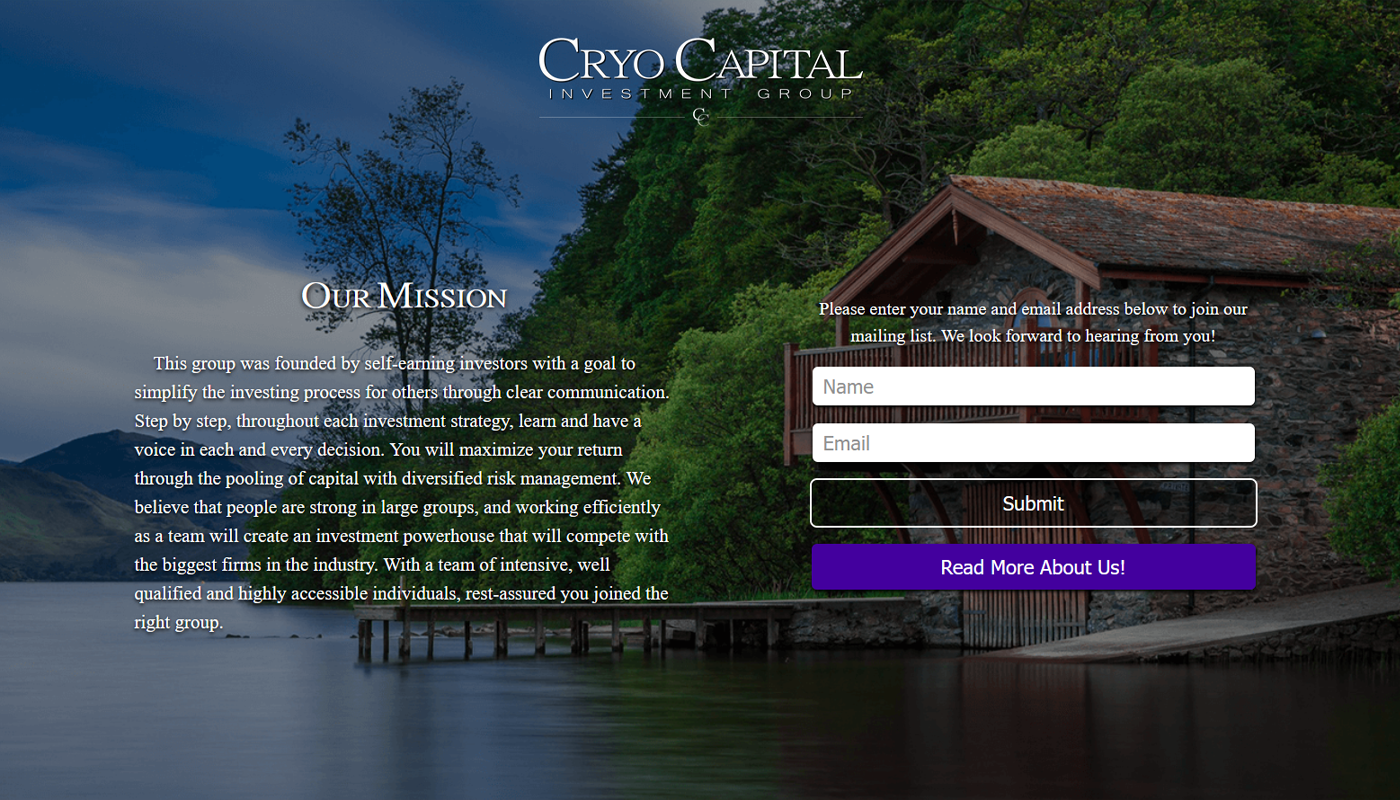 CRYO CAPITAL
INVESTMENT GROUP
CC
OUR MISSION
This group was founded by self-earning investors with a goal to
simplify the investing process for others through clear communication.
Step by step, throughout each investment strategy, learn and have a
voice in each and every decision. You will maximize your return
through the pooling of capital with diversified risk management. We
believe that people are strong in large groups, and working efficiently
as a team will create an investment powerhouse that will compete with
the biggest firms in the industry. With a team of intensive, well
qualified and highly accessible individuals, rest-assured you joined the
right group.
Please enter your name and email address below to join our
mailing list. We look forward to hearing from you!
Name
Email
Submit
Read More About Us!